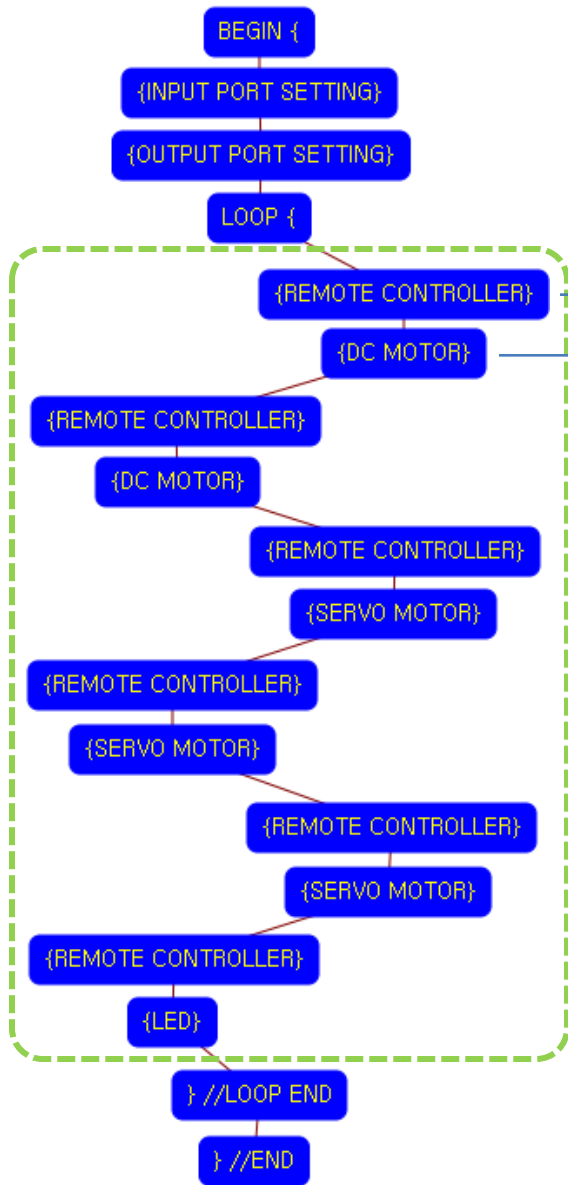 BEGIN {
{INPUT PORT SETTING}
{OUTPUT PORT SETTING}
LOOP {
{REMOTE CONTROLLER}
{DC MOTOR}
{REMOTE CONTROLLER}
{DC MOTOR}
{REMOTE CONTROLLER}
{SERVO MOTOR}
{REMOTE CONTROLLER}
{SERVO MOTOR}
{REMOTE CONTROLLER}
{SERVO MOTOR}
{REMOTE CONTROLLER}
{LED}
} //LOOP END
} //END